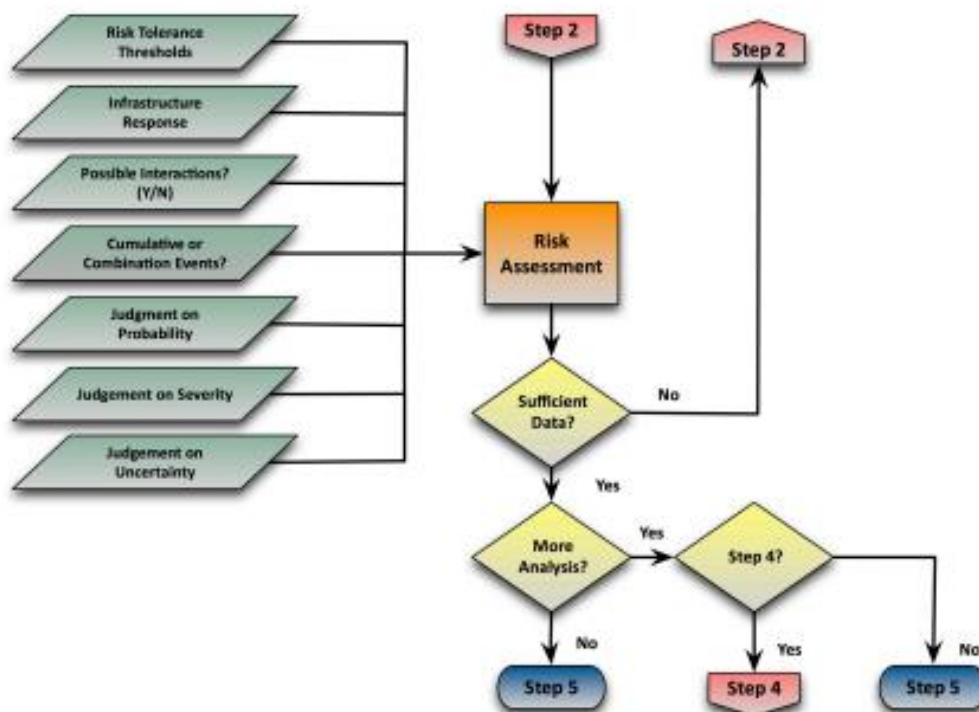 Risk Tolerance
Thresholds
Infrastructure
Response
Possible Interactions?
(Y/N)
Cumulative or
Combination Events?
Judgment on
Probability
Judgement on Severity
Judgement on
Uncertainty
Step 2
Step 2
Risk
Assessment
Sufficient
Data?
No
Yes
More
Analysis?
Yes
Step 4?
No
Yes
No
Step 5
Step 4
Step 5